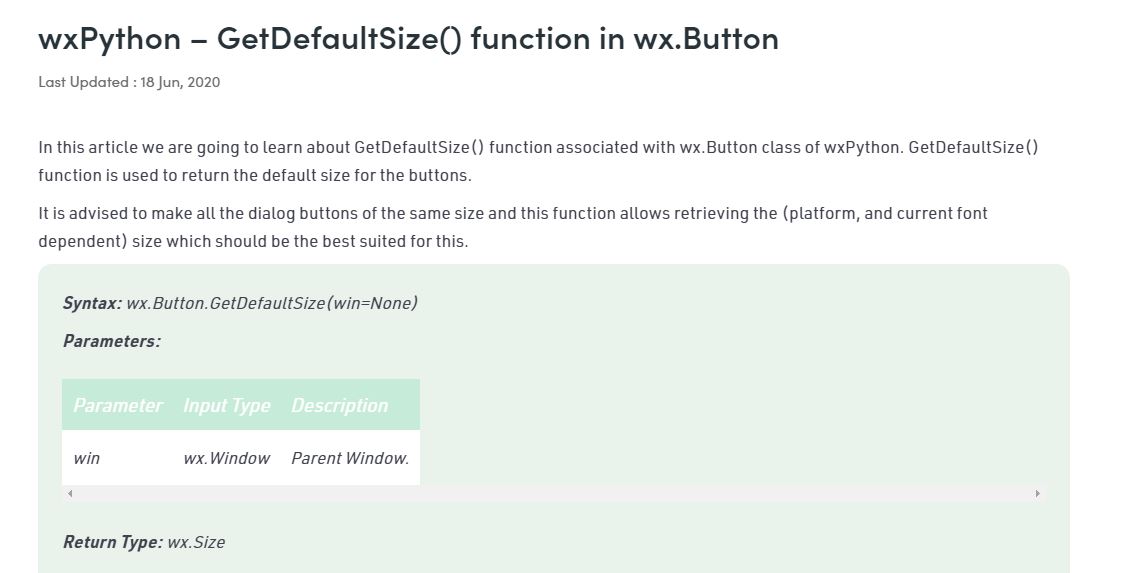 wxPython – GetDefaultSize() function in wx.Button
Last Updated : 18 Jun, 2020
In this article we are going to learn about GetDefaultSize() function associated with wx.Button class of wxPython. GetDefaultSize()
function is used to return the default size for the buttons.
It is advised to make all the dialog buttons of the same size and this function allows retrieving the (platform, and current font
dependent) size which should be the best suited for this.
Syntax: wx.Button.GetDefaultSize(win=None)
Parameters:
Parameter Input Type Description
win wx.Window Parent Window.
Return Type: wx.Size